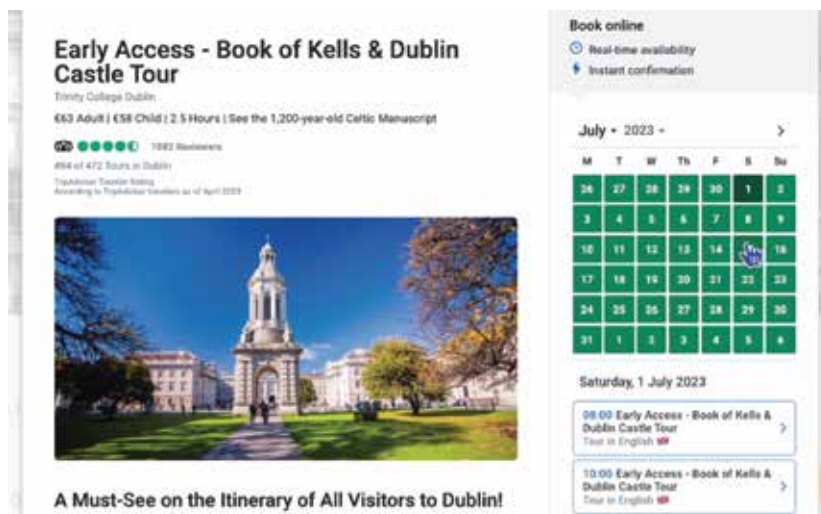 Early Access - Book of Kells & Dublin
Castle Tour
Trinity College Dublin
€63 Adult | €58 Child | 2.5 Hours | See the 1,200-year-old Celtic Manuscript
1082 Reviewers
#84 of 472 Tours in Dublin
TripAdvisor Traveler Rating
According to TripAdvisor travelers as of April 2023
A Must-See on the Itinerary of All Visitors to Dublin!
Book online
Real-time availability
Instant confirmation
July 2023 >
M T W Th F S Su
26 27 28 29 30 1 2
3 4 5 6 7 8 9
10 11 12 13 14 16
17 18 19 20 21 22 23
24 25 26 27 28 29 30
31 1 2 3 4 5 6
Saturday, 1 July 2023
08:00 Early Access - Book of Kells &
Dublin Castle Tour
Tour in English
10:00 Early Access - Book of Kells &
Dublin Castle Tour
Tour in English